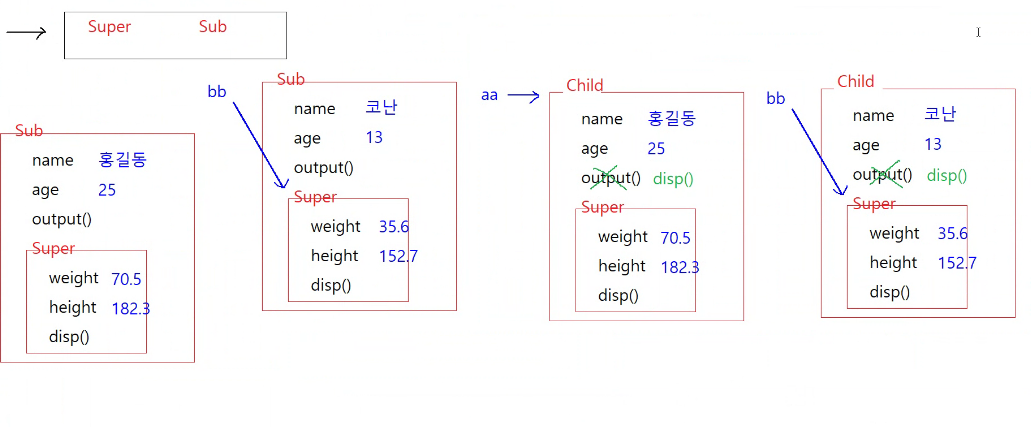 Super Sub
Sub
name 홍길동
age 25
output()
Super
weight 70.5
height 182.3
disp()
bb
Sub
name 코난
age 13
output()
Super
weight 35.6
height 152.7
disp()
aa
Child
name 홍길동
age 25
output() disp()
Super
weight 70.5
height 182.3
disp()
bb
Child
name 코난
age 13
output() disp()
Super
weight 35.6
height 152.7
disp()